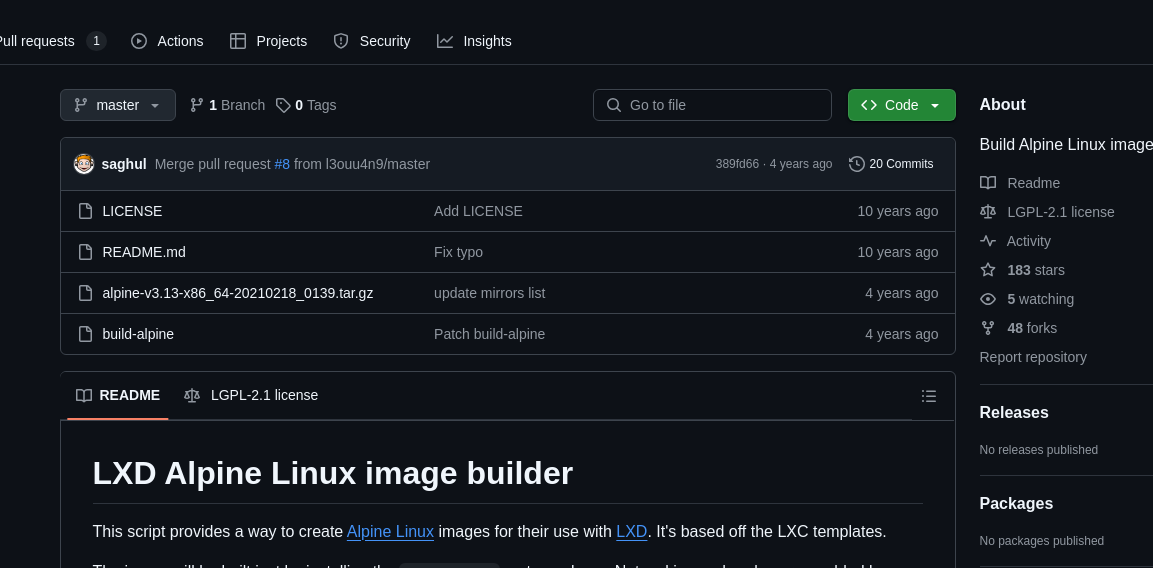 Pull requests 1 Actions Projects Security Insights
master 1 Branch 0 Tags Go to file Code
saghul Merge pull request #8 from l3ouu4n9/master 389fd66 · 4 years ago 20 Commits
LICENSE Add LICENSE 10 years ago
README.md Fix typo 10 years ago
alpine-v3.13-x86_64-20210218_0139.tar.gz update mirrors list 4 years ago
build-alpine Patch build-alpine 4 years ago
README LGPL-2.1 license
LXD Alpine Linux image builder
This script provides a way to create Alpine Linux images for their use with LXD. It's based off the LXC templates.
About
Build Alpine Linux image
Readme
LGPL-2.1 license
Activity
183 stars
5 watching
48 forks
Report repository
Releases
No releases published
Packages
No packages published